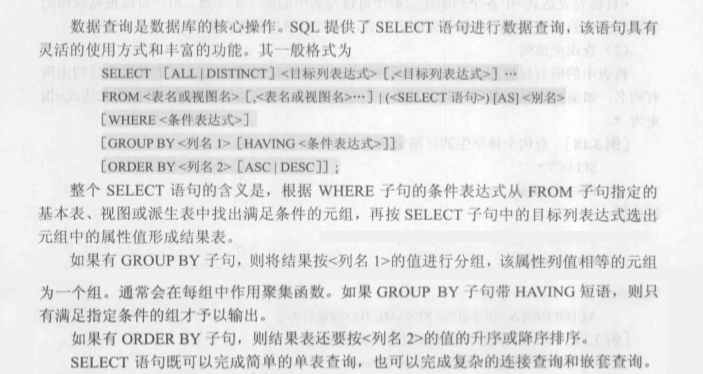 数据查询是数据库的核心操作。SQL 提供了 SELECT 语句进行数据查询，该语句具有
灵活的使用方式和丰富的功能。其一般格式为
SELECT [ALL | DISTINCT] <目标列表达式> [,<目标列表达式>] …
FROM <表名或视图名> [,<表名或视图名>…] | (<SELECT 语句>) [AS] <别名>
[WHERE <条件表达式>]
[GROUP BY <列名 1> [HAVING <条件表达式>]]
[ORDER BY <列名 2> [ASC | DESC]]；
整个 SELECT 语句的含义是，根据 WHERE 子句的条件表达式从 FROM 子句指定的
基本表、视图或派生表中找出满足条件的元组，再按 SELECT 子句中的目标列表达式选出
元组中的属性值形成结果表。
如果有 GROUP BY 子句，则将结果按<列名 1>的值进行分组，该属性列值相等的元组
为一个组。通常会在每组中作用聚集函数。如果 GROUP BY 子句带 HAVING 短语，则只
有满足指定条件的组才予以输出。
如果有 ORDER BY 子句，则结果表还要按<列名 2>的值的升序或降序排序。
SELECT 语句既可以完成简单的单表查询，也可以完成复杂的连接查询和嵌套查询。